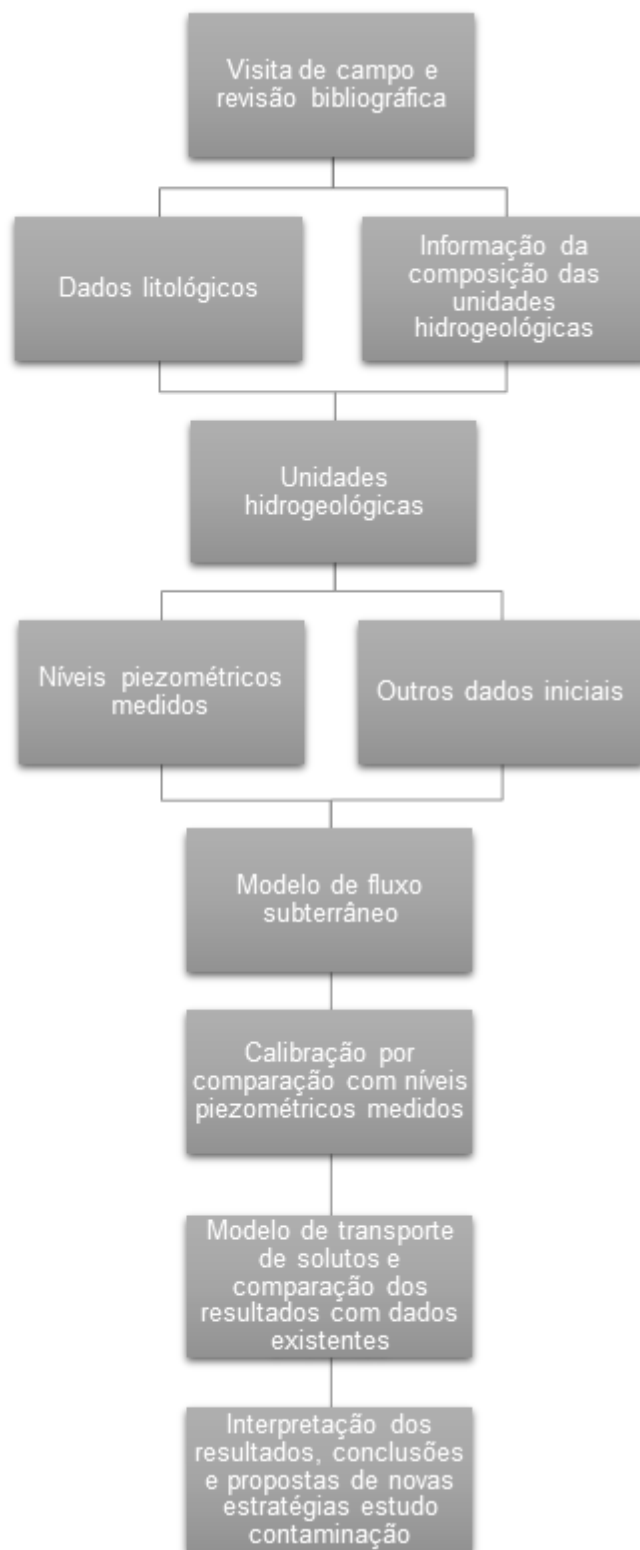 Visita de campo e
revisão bibliográfica
Dados litológicos
Informação da
composição das
unidades
hidrogeológicas
Unidades
hidrogeológicas
Níveis piezométricos
medidos
Outros dados iniciais
Modelo de fluxo
subterrâneo
Calibração por
comparação com níveis
piezométricos medidos
Modelo de transporte
de solutos e
comparação dos
resultados com dados
existentes
Interpretação dos
resultados, conclusões
e propostas de novas
estratégias estudo
contaminação